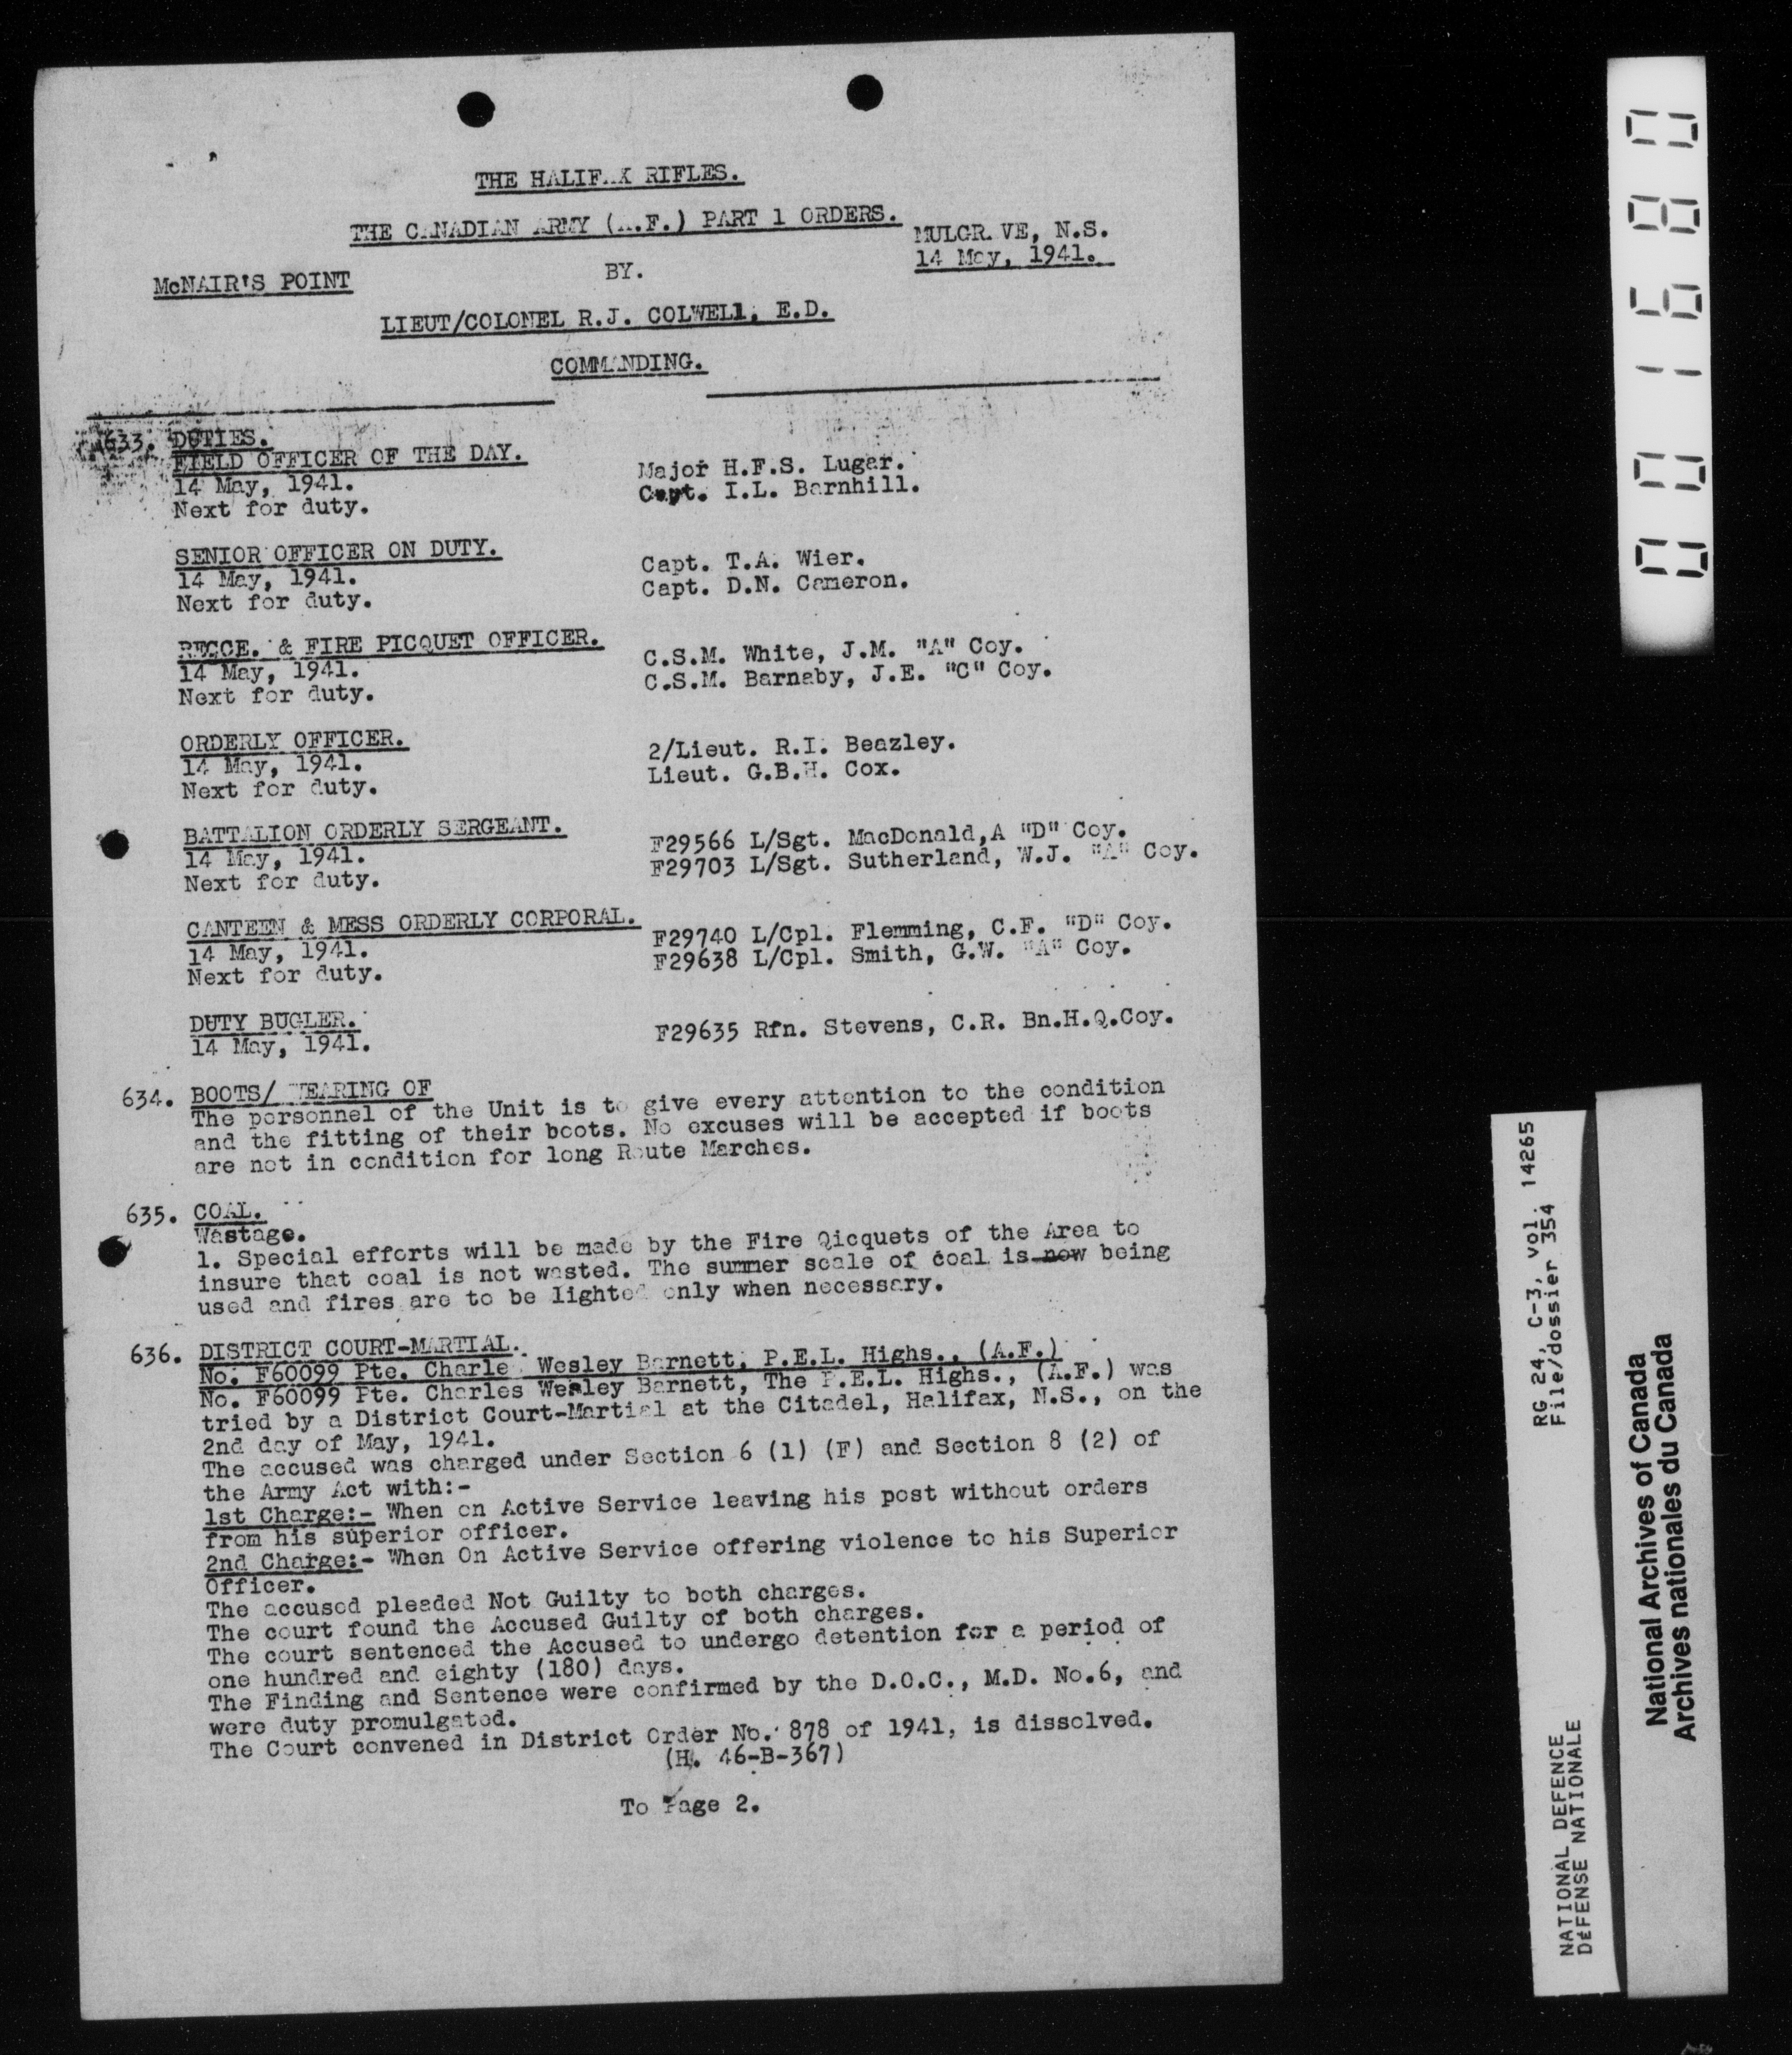 THE HALIFAX RIFLES.
THE CANADIAN ARMY (A.F.) PART 1 ORDERS.
MULGRAVE, N.S.
14 May, 1941.
McNAIR'S POINT
BY.
LIEUT/COLONEL R.J. COLWELl, E.D.
COMMANDING.
633. DUTIES.
FIELD OFFICER OF THE DAY.
14 May, 1941. Major H.F.S. Lugar.
Next for duty. Capt. I.L. Barnhill.
SENIOR OFFICER ON DUTY.
14 May, 1941. Capt. T.A. Wier.
Next for duty. Capt. D.N. Cameron.
RECCE. & FIRE PICQUET OFFICER.
14 May, 1941. C.S.M. White, J.M. "A" Coy.
Next for duty. C.S.M. Barnaby, J.E. "C" Coy.
ORDERLY OFFICER.
14 May, 1941. 2/Lieut. R.I. Beazley.
Next for duty. Lieut. G.B.H. Cox.
BATTALION ORDERLY SERGEANT.
14 May, 1941. F29566 L/Sgt. MacDonald,A "D" Coy.
Next for duty. F29703 L/Sgt. Sutherland, W.J. "A" Coy.
CANTEEN & MESS ORDERLY CORPORAL.
14 May, 1941. F29740 L/Cpl. Flemming, C.F. "D" Coy.
Next for duty. F29638 L/Cpl. Smith, G.W. "A" Coy.
DUTY BUGLER.
14 May, 1941. F29635 Rfn. Stevens, C.R. Bn.H.Q.Coy.
634. BOOTS/ WEARING OF
The personnel of the Unit is to give every attention to the condition
and the fitting of their boots. No excuses will be accepted if boots
are not in condition for long Route Marches.
635. COAL.
Wastage.
1. Special efforts will be made by the Fire Qicquets of the Area to
insure that coal is not wasted. The summer scale of coal is now being
used and fires are to be lighted only when necessary.
636. DISTRICT COURT-MARTIAL.
No. F60099 Pte. Charles Wesley Barnett, P.E.L. Highs., (A.F.)
No. F60099 Pte. Charles Wesley Barnett, The P.E.L. Highs., (A.F.) was
tried by a District Court-Martial at the Citadel, Halifax, N.S., on the
2nd day of May, 1941.
The accused was charged under Section 6 (1) (F) and Section 8 (2) of
the Army Act with:-
1st Charge:- When on Active Service leaving his post without orders
from his superior officer.
2nd Charge:- When On Active Service offering violence to his Superior
Officer.
The accused pleaded Not Guilty to both charges.
The court found the Accused Guilty of both charges.
The court sentenced the Accused to undergo detention for a period of
one hundred and eighty (180) days.
The Finding and Sentence were confirmed by the D.O.C., M.D. No.6, and
were duty promulgated.
The Court convened in District Order No. 878 of 1941, is dissolved.
(H. 46-B-367)
To Page 2.
001680
RG 24, C-3, vol. 14265
File/dossier 354
NATIONAL DEFENCE
DÉFENSE NATIONALE
National Archives of Canada
Archives nationales du Canada